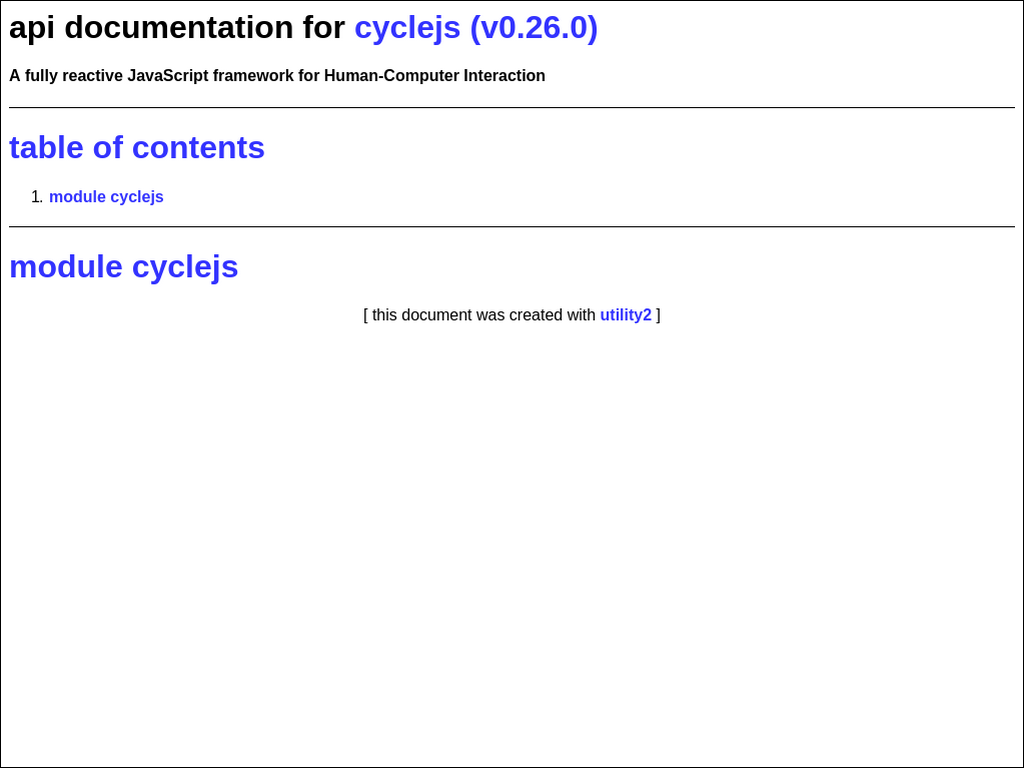 api documentation for cyclejs (v0.26.0)
A fully reactive JavaScript framework for Human-Computer Interaction
table of contents
1. module cyclejs
module cyclejs
[ this document was created with utility2 ]